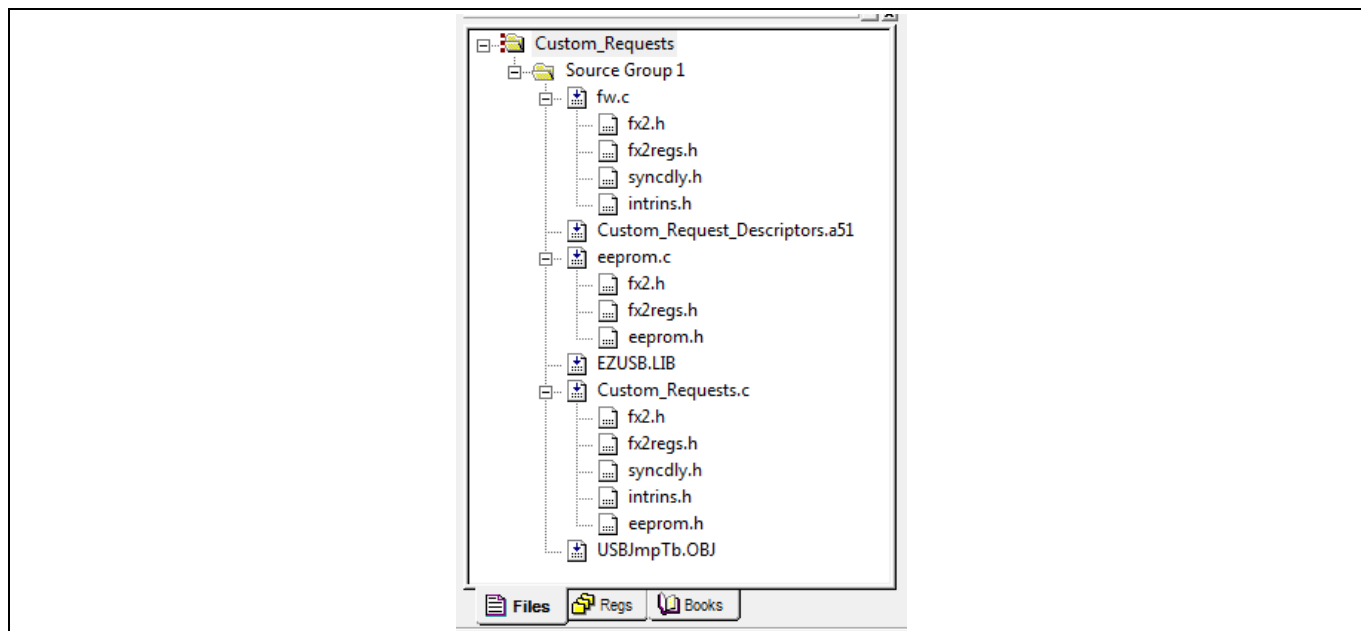 Custom_Requests
Source Group 1
fw.c
fx2.h
fx2regs.h
syncdly.h
intrins.h
Custom_Request_Descriptors.a51
eeprom.c
fx2.h
fx2regs.h
eeprom.h
EZUSB.LIB
Custom_Requests.c
fx2.h
fx2regs.h
syncdly.h
intrins.h
eeprom.h
USBJmpTb.OBJ
Files Regs Books